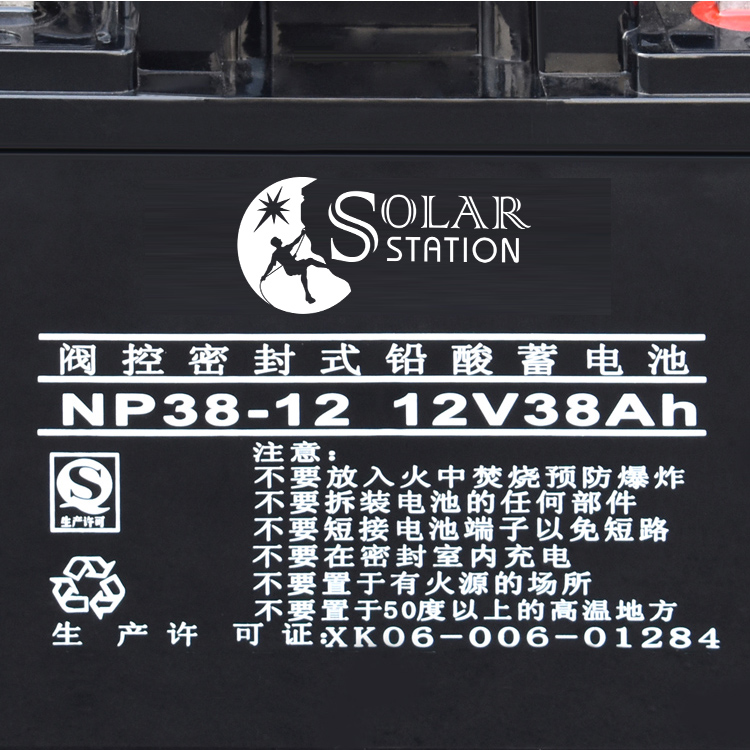 SOLAR
STATION
阀控密封式铅酸蓄电池
NP38-12 12V38Ah
注意：
不要放入火中焚烧预防爆炸
不要拆装电池的任何部件
不要短接电池端子以免短路
不要在密封室内充电
不要置于有火源的场所
不要置于50度以上的高温地方
生产许可
生产许可证:XK06-006-01284